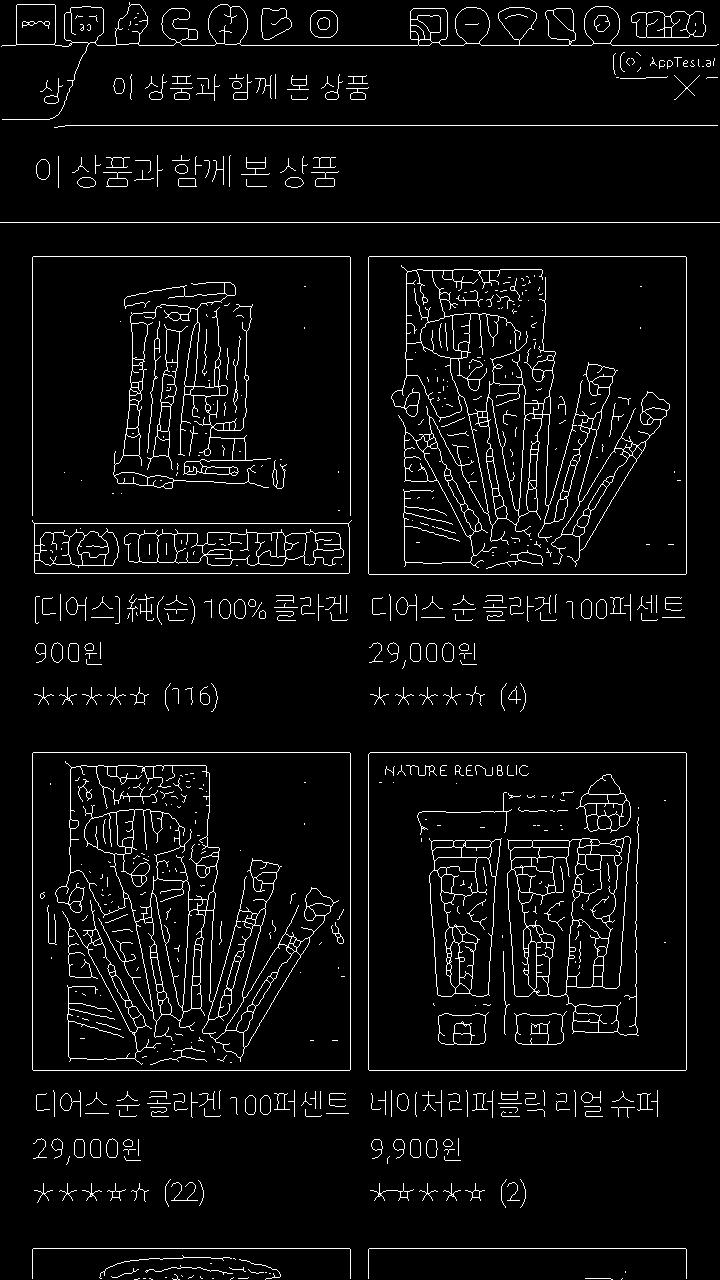 pong
12:24
AppTest.ai
상
이 상품과 함께 본 상품
이 상품과 함께 본 상품
純(순) 100% 콜라겐가루
[디어스] 純(순) 100% 콜라겐
900원
(116)
디어스 순 콜라겐 100퍼센트
29,000원
(4)
디어스 순 콜라겐 100퍼센트
29,000원
(22)
NATURE REPUBLIC
네이처리퍼블릭 리얼 슈퍼
9,900원
(2)